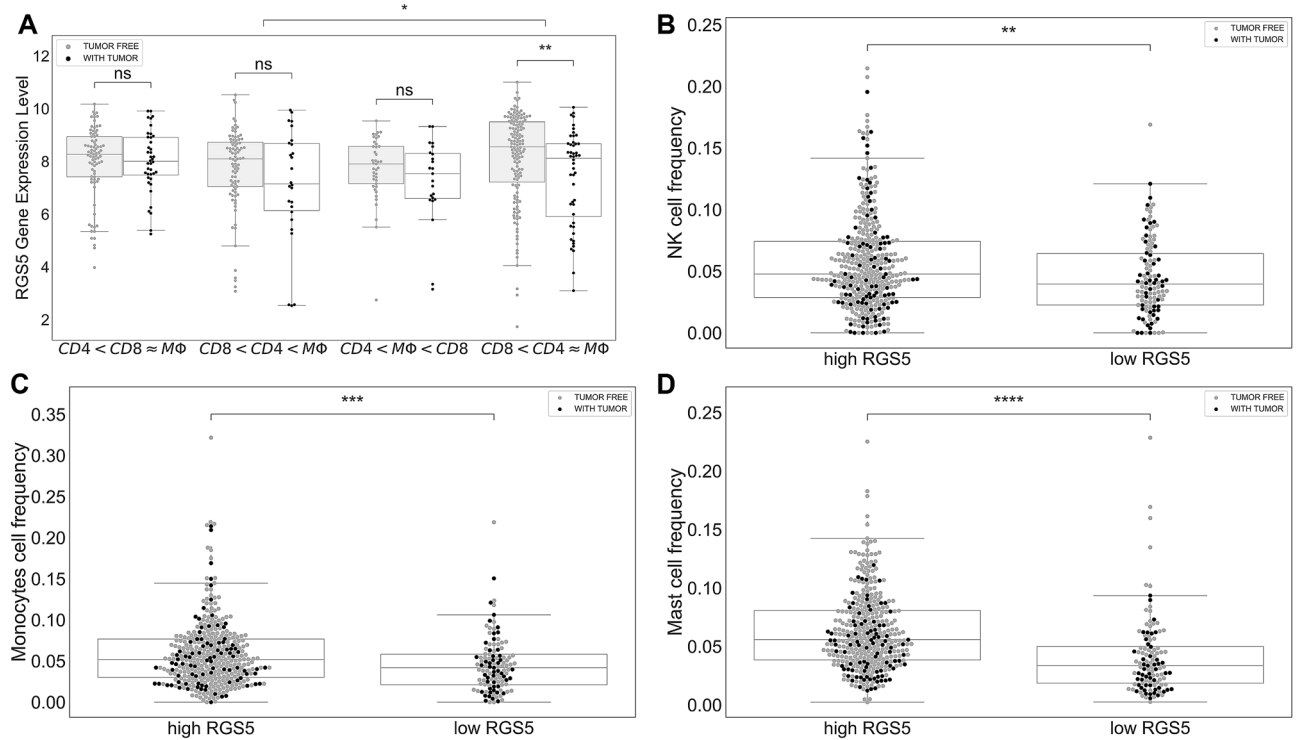 A
*
RGS5 Gene Expression Level
12
10
8
6
4
2
TUMOR FREE
WITH TUMOR
ns
ns
ns
**
CD4 < CD8 ≈ MΦ
CD8 < CD4 < MΦ
CD4 < MΦ < CD8
CD8 < CD4 ≈ MΦ
B
NK cell frequency
0.25
0.20
0.15
0.10
0.05
0.00
**
TUMOR FREE
WITH TUMOR
high RGS5
low RGS5
C
Monocytes cell frequency
0.35
0.30
0.25
0.20
0.15
0.10
0.05
0.00
***
TUMOR FREE
WITH TUMOR
high RGS5
low RGS5
D
Mast cell frequency
0.25
0.20
0.15
0.10
0.05
0.00
****
TUMOR FREE
WITH TUMOR
high RGS5
low RGS5